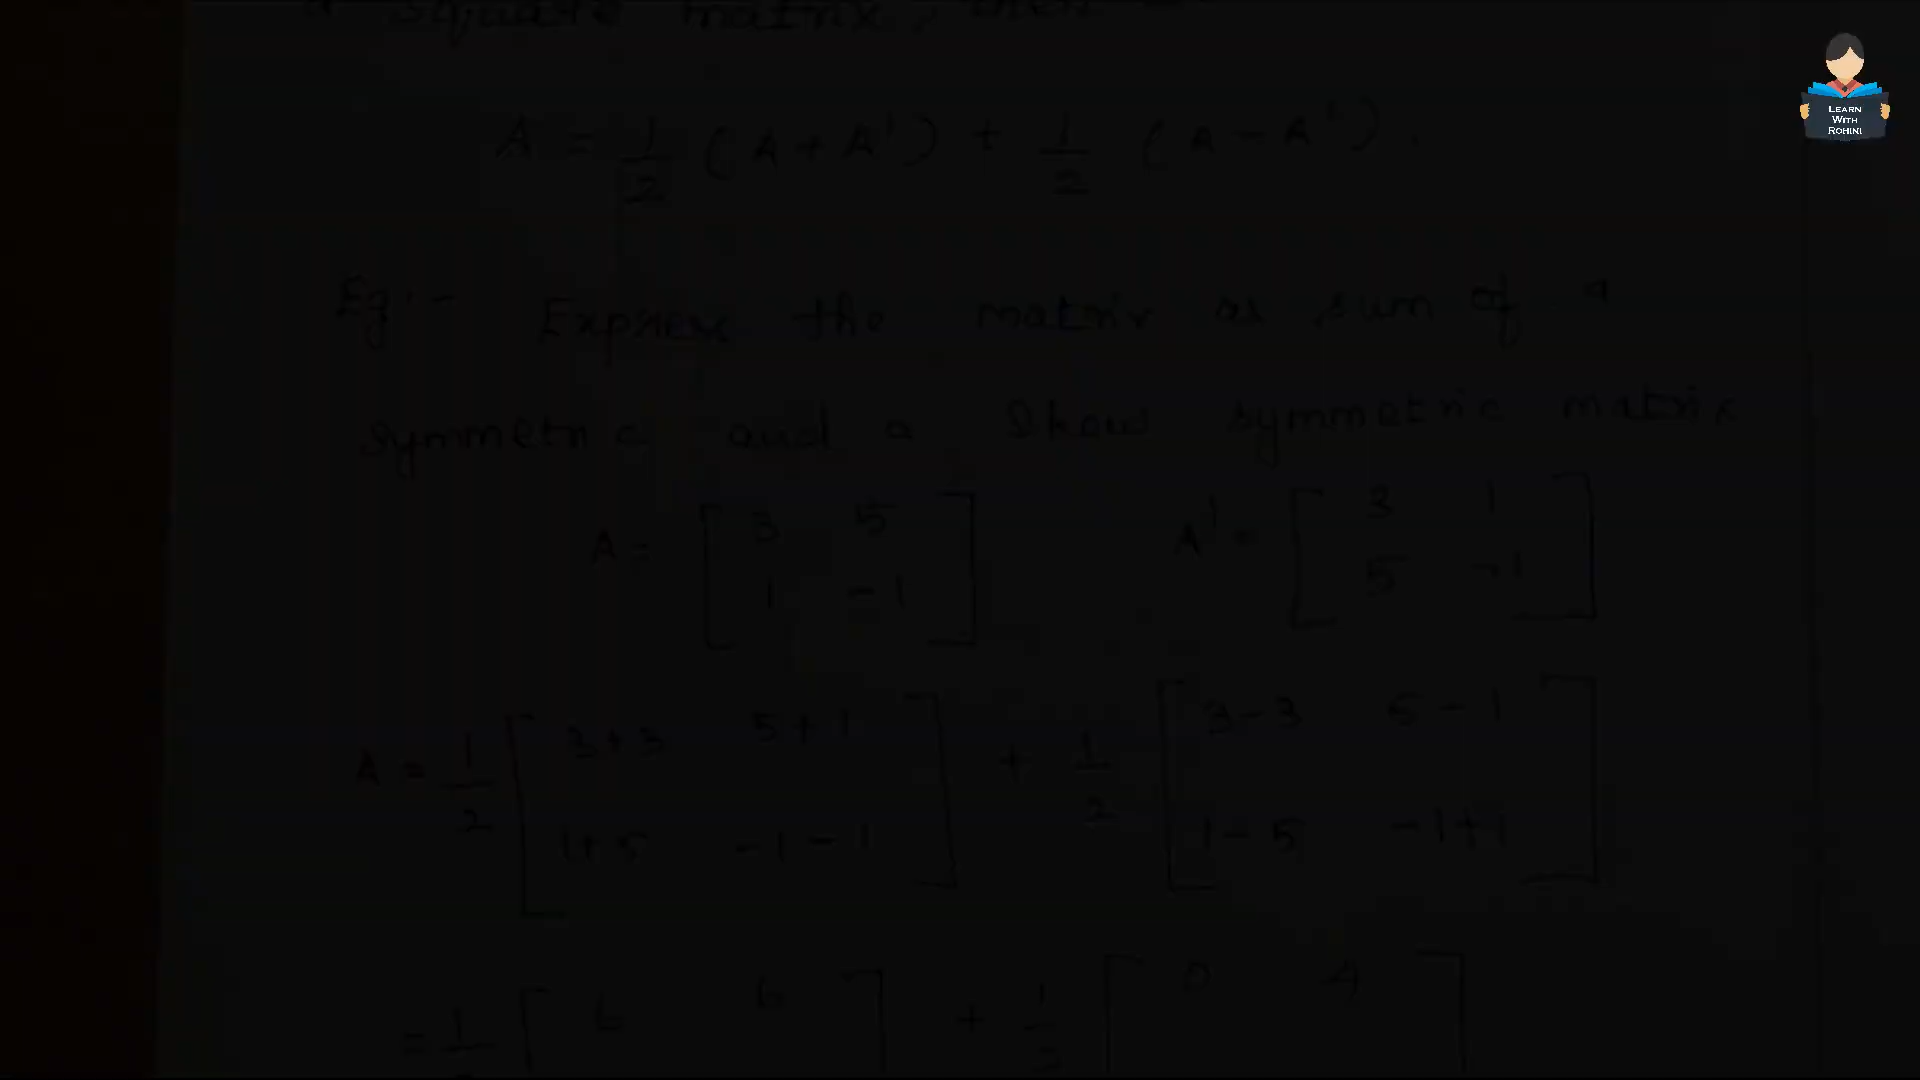 square matrix, then
A = 1/2 (A + A') + 1/2 (A - A').
Eg:- Express the matrix as sum of a
symmetric and a skew symmetric matrix
A = [ 3 5 ; 1 -1 ] A' = [ 3 1 ; 5 -1 ]
A = 1/2 [ 3+3 5+1 ; 1+5 -1-1 ] + 1/2 [ 3-3 5-1 ; 1-5 -1+1 ]
= 1/2 [ 6 6 + 1/2 [ 0 4 ]
LEARN
WITH
ROHINI